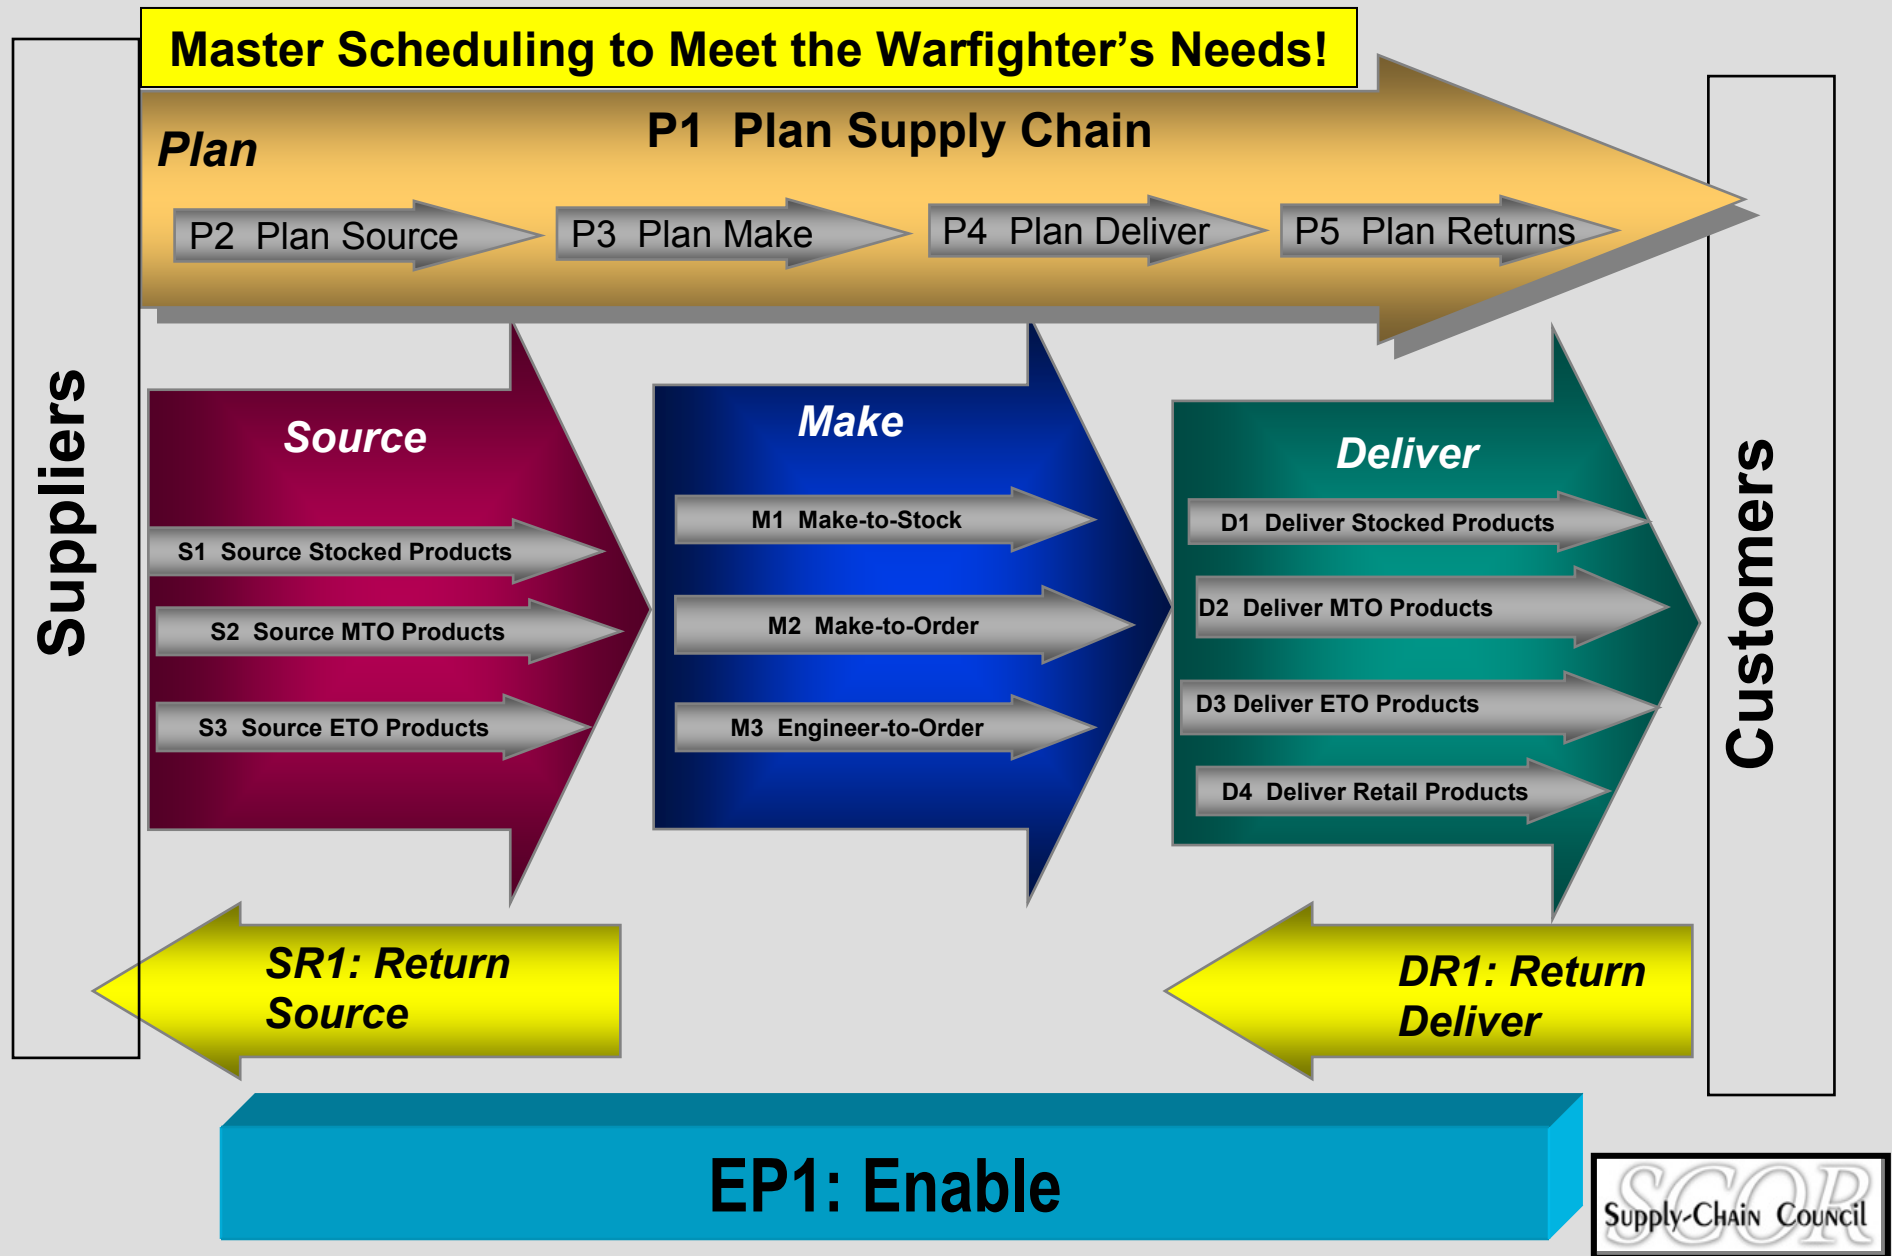 Master Scheduling to Meet the Warfighter's Needs!
Plan
P1 Plan Supply Chain
P2 Plan Source
P3 Plan Make
P4 Plan Deliver
P5 Plan Returns
Suppliers
Source
S1 Source Stocked Products
S2 Source MTO Products
S3 Source ETO Products
Make
M1 Make-to-Stock
M2 Make-to-Order
M3 Engineer-to-Order
Deliver
D1 Deliver Stocked Products
D2 Deliver MTO Products
D3 Deliver ETO Products
D4 Deliver Retail Products
Customers
SR1: Return
Source
DR1: Return
Deliver
EP1: Enable
SCOR
Supply-Chain Council